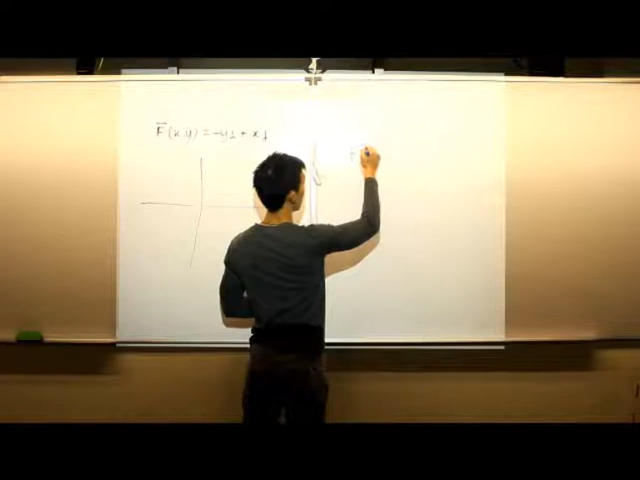 F(x,y) = -yi + xj
F